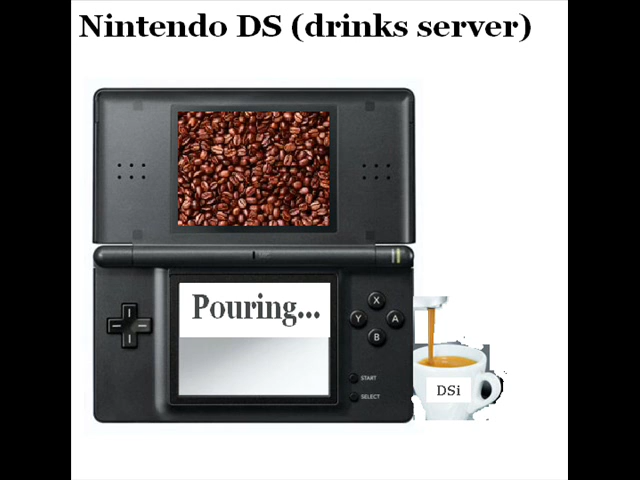 Nintendo DS (drinks server)
Pouring...
X
Y
A
B
START
SELECT
DSi